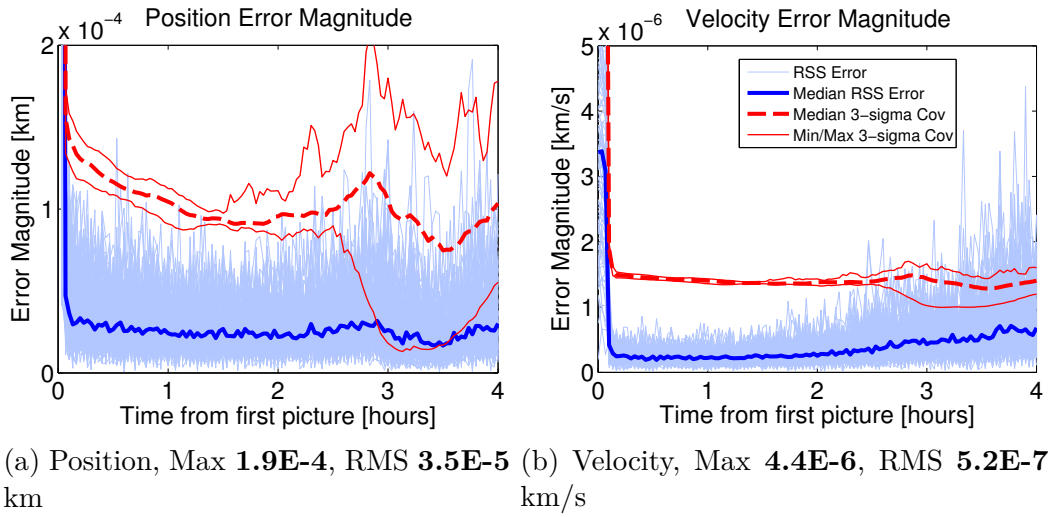 Position Error Magnitude
x 10^-4
2
1
0
Error Magnitude [km]
0 1 2 3 4
Time from first picture [hours]
Velocity Error Magnitude
x 10^-6
5
4
3
2
1
0
Error Magnitude [km/s]
RSS Error
Median RSS Error
Median 3-sigma Cov
Min/Max 3-sigma Cov
0 1 2 3 4
Time from first picture [hours]
(a) Position, Max 1.9E-4, RMS 3.5E-5
km
(b) Velocity, Max 4.4E-6, RMS 5.2E-7
km/s